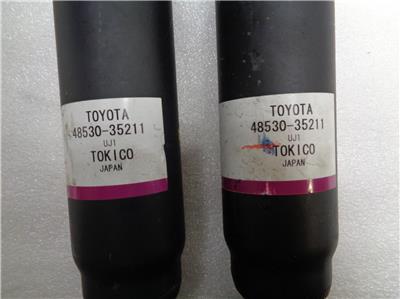 TOYOTA
48530-35211
UJ1
TOKICO
JAPAN
TOYOTA
48530-35211
UJ1
TOKICO
JAPAN